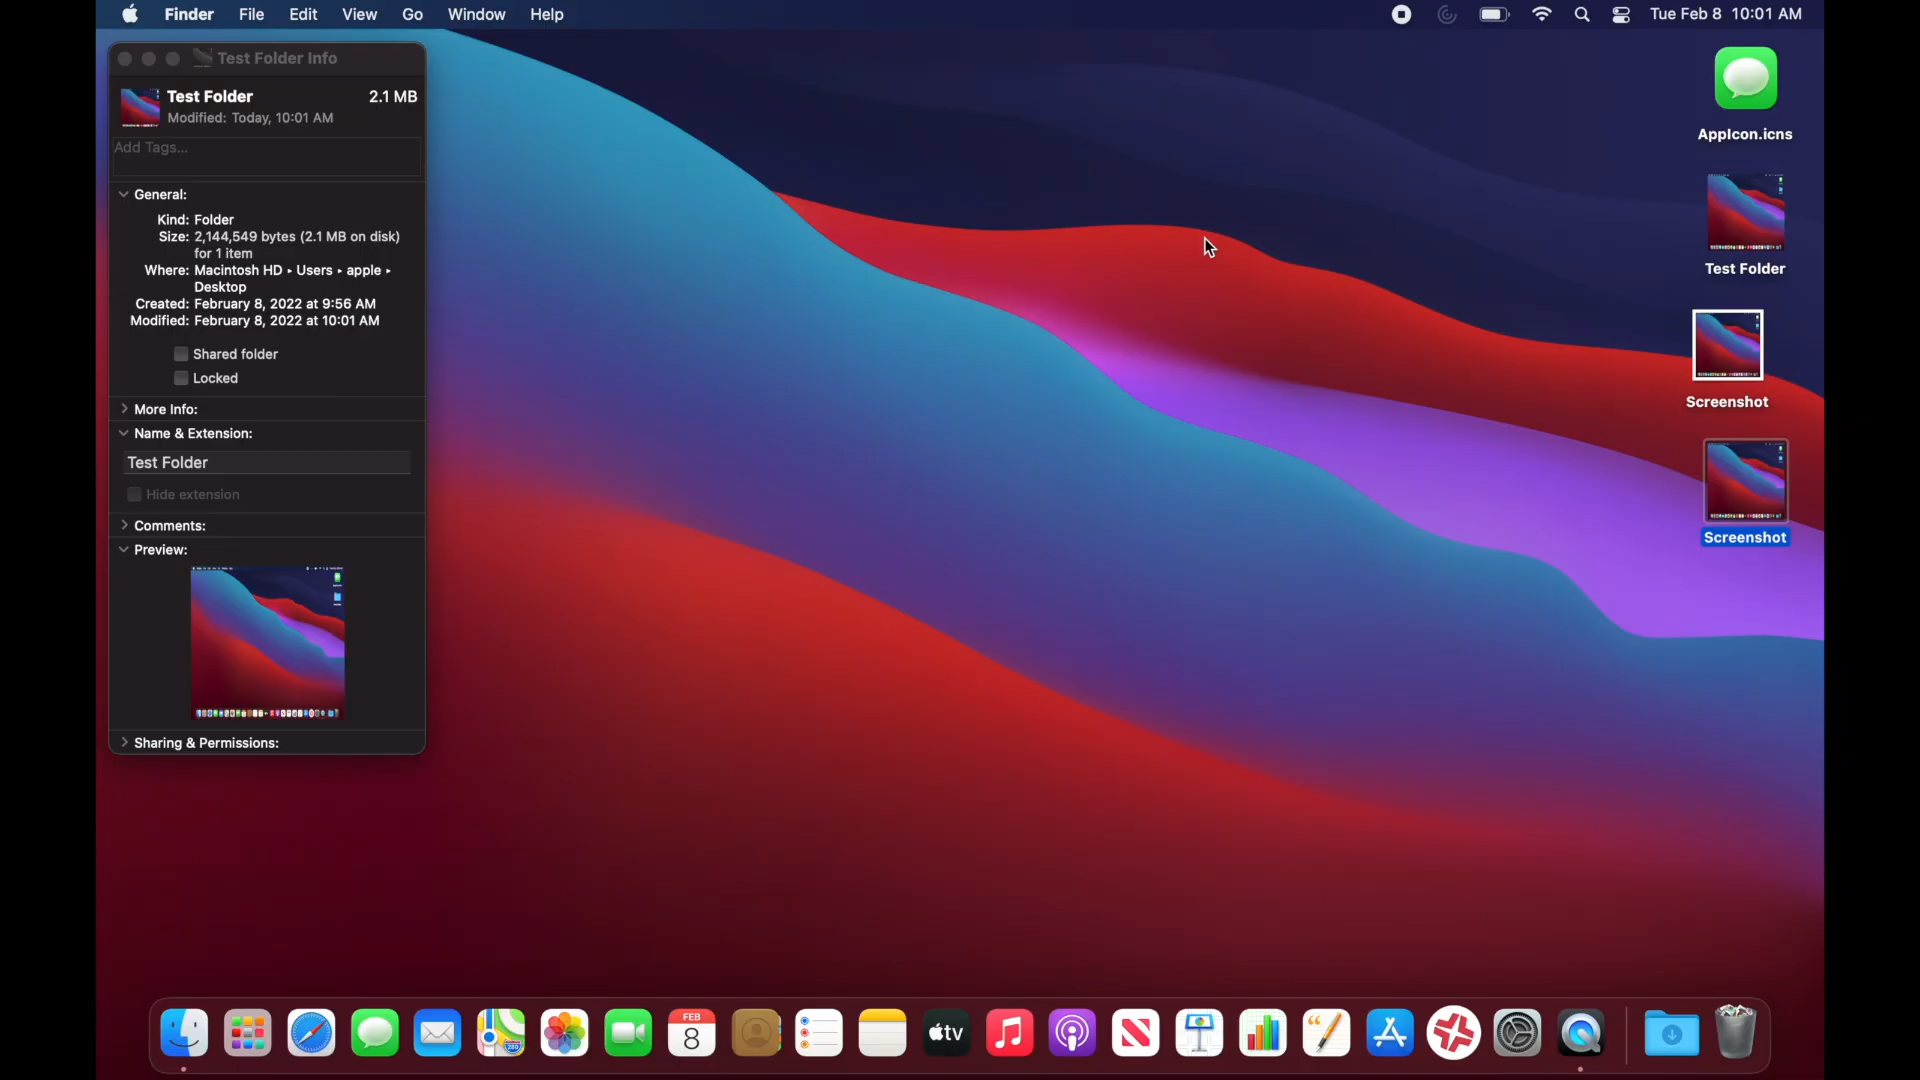 Finder File Edit View Go Window Help
Tue Feb 8 10:01 AM
Test Folder Info
Test Folder 2.1 MB
Modified: Today, 10:01 AM
Add Tags...
General:
Kind: Folder
Size: 2,144,549 bytes (2.1 MB on disk)
for 1 item
Where: Macintosh HD ▸ Users ▸ apple ▸
Desktop
Created: February 8, 2022 at 9:56 AM
Modified: February 8, 2022 at 10:01 AM
Shared folder
Locked
More Info:
Name & Extension:
Test Folder
Hide extension
Comments:
Preview:
Sharing & Permissions:
AppIcon.icns
Test Folder
Screenshot
Screenshot
FEB
8
280
tv